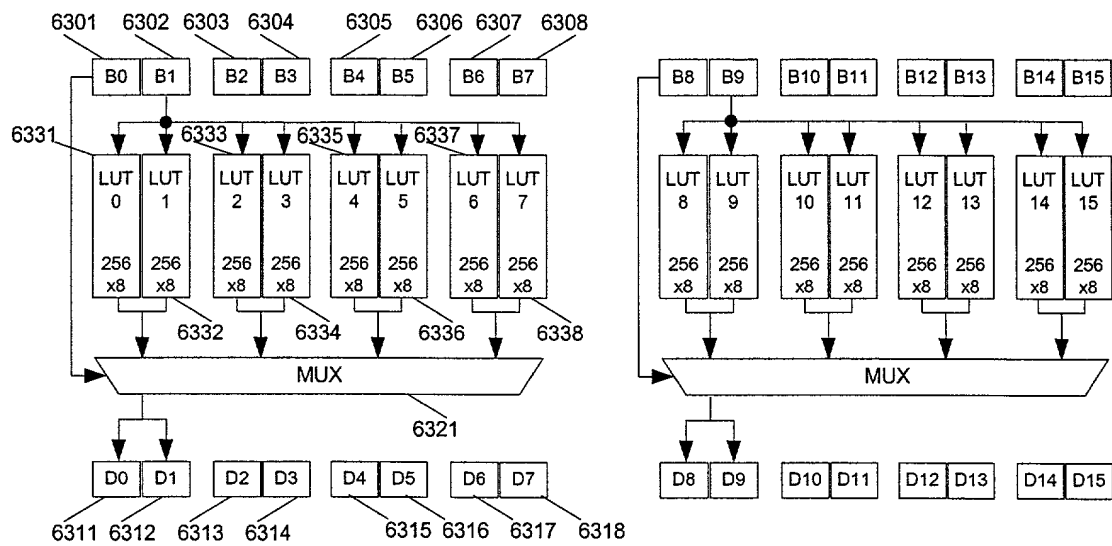 6301 6302 6303 6304 6305 6306 6307 6308
B0 B1 B2 B3 B4 B5 B6 B7 B8 B9 B10 B11 B12 B13 B14 B15
6331 6333 6335 6337
LUT LUT LUT LUT LUT LUT LUT LUT LUT LUT LUT LUT LUT LUT LUT LUT
0 1 2 3 4 5 6 7 8 9 10 11 12 13 14 15
256 256 256 256 256 256 256 256 256 256 256 256 256 256 256 256
x8 x8 x8 x8 x8 x8 x8 x8 x8 x8 x8 x8 x8 x8 x8 x8
6332 6334 6336 6338
MUX MUX
6321
D0 D1 D2 D3 D4 D5 D6 D7 D8 D9 D10 D11 D12 D13 D14 D15
6311 6312 6313 6314 6315 6316 6317 6318